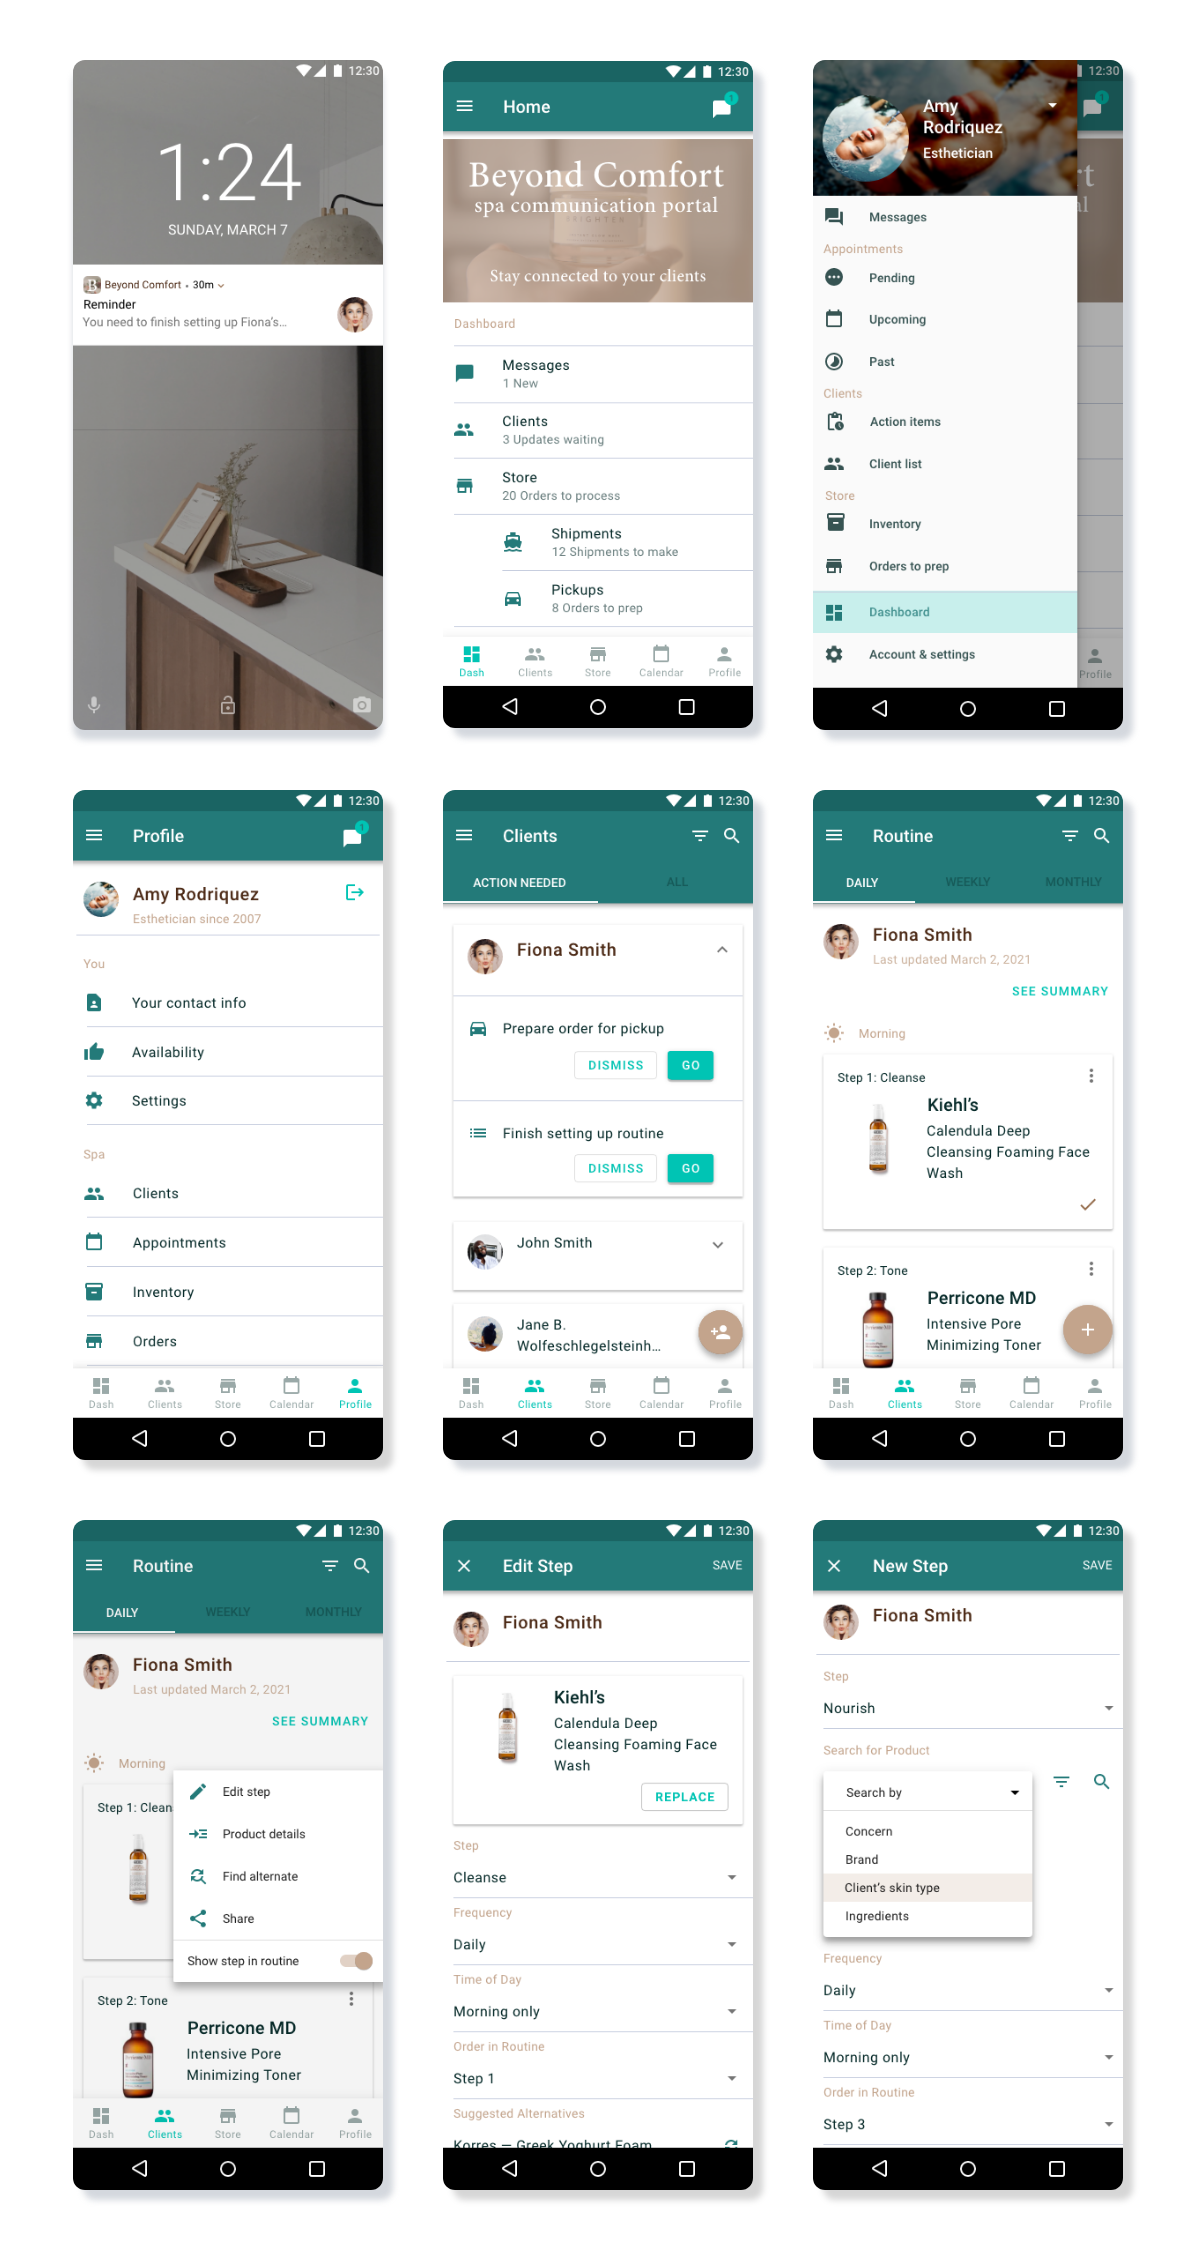 12:30
1:24
SUNDAY, MARCH 7
B Beyond Comfort • 30m
Reminder
You need to finish setting up Fiona's...
12:30
Home
1
Beyond Comfort
spa communication portal
BRIGHTEN
Stay connected to your clients
Dashboard
Messages
1 New
Clients
3 Updates waiting
Store
20 Orders to process
Shipments
12 Shipments to make
Pickups
8 Orders to prep
Dash Clients Store Calendar Profile
12:30
1
Amy
Rodriquez
Esthetician
t
al
Messages
Appointments
Pending
Upcoming
Past
Clients
Action items
Client list
Store
Inventory
Orders to prep
Dashboard
Account & settings
Profile
12:30
Profile
1
Amy Rodriquez
Esthetician since 2007
You
Your contact info
Availability
Settings
Spa
Clients
Appointments
Inventory
Orders
Dash Clients Store Calendar Profile
12:30
Clients
ACTION NEEDED ALL
Fiona Smith
Prepare order for pickup
DISMISS GO
Finish setting up routine
DISMISS GO
John Smith
Jane B.
Wolfeschlegelsteinh...
Dash Clients Store Calendar Profile
12:30
Routine
DAILY WEEKLY MONTHLY
Fiona Smith
Last updated March 2, 2021
SEE SUMMARY
Morning
Step 1: Cleanse
Kiehl's
Calendula Deep
Cleansing Foaming Face
Wash
Step 2: Tone
Perricone MD
Intensive Pore
Minimizing Toner
Dash Clients Store Calendar Profile
12:30
Routine
DAILY WEEKLY MONTHLY
Fiona Smith
Last updated March 2, 2021
SEE SUMMARY
Morning
Step 1: Clean
Edit step
Product details
Find alternate
Share
Show step in routine
Step 2: Tone
Perricone MD
Intensive Pore
Minimizing Toner
Dash Clients Store Calendar Profile
12:30
Edit Step SAVE
Fiona Smith
Kiehl's
Calendula Deep
Cleansing Foaming Face
Wash
REPLACE
Step
Cleanse
Frequency
Daily
Time of Day
Morning only
Order in Routine
Step 1
Suggested Alternatives
Korres — Greek Yoghurt Foam
12:30
New Step SAVE
Fiona Smith
Step
Nourish
Search for Product
Search by
Concern
Brand
Client's skin type
Ingredients
Frequency
Daily
Time of Day
Morning only
Order in Routine
Step 3